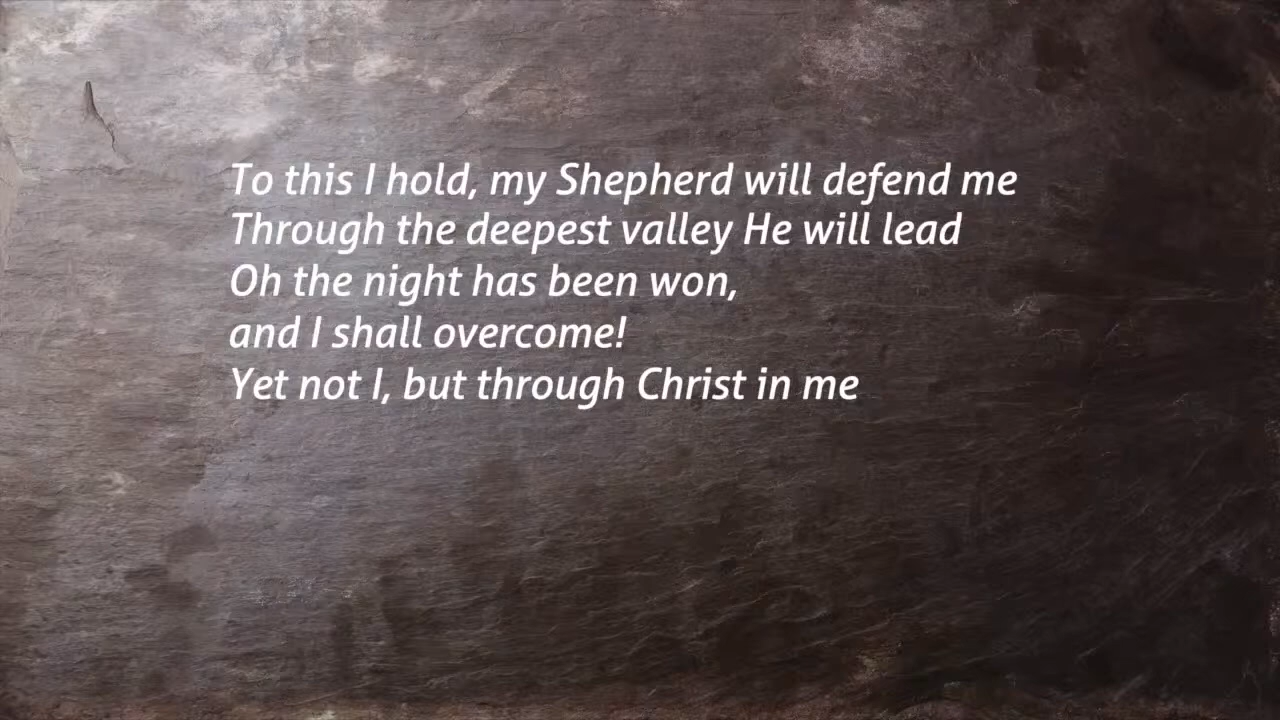 To this I hold, my Shepherd will defend me
Through the deepest valley He will lead
Oh the night has been won,
and I shall overcome!
Yet not I, but through Christ in me